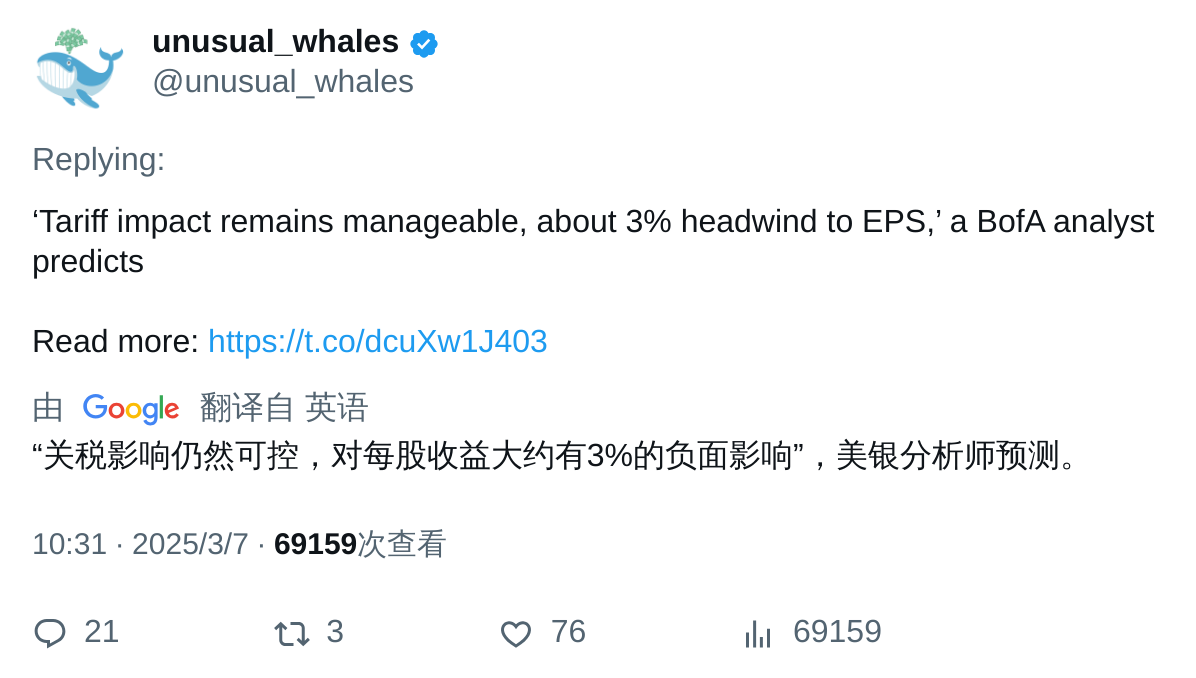 unusual_whales
@unusual_whales
Replying:
‘Tariff impact remains manageable, about 3% headwind to EPS,’ a BofA analyst
predicts
Read more: https://t.co/dcuXw1J403
由 Google 翻译自 英语
“关税影响仍然可控，对每股收益大约有3%的负面影响”，美银分析师预测。
10:31 · 2025/3/7 · 69159次查看
21 3 76 69159